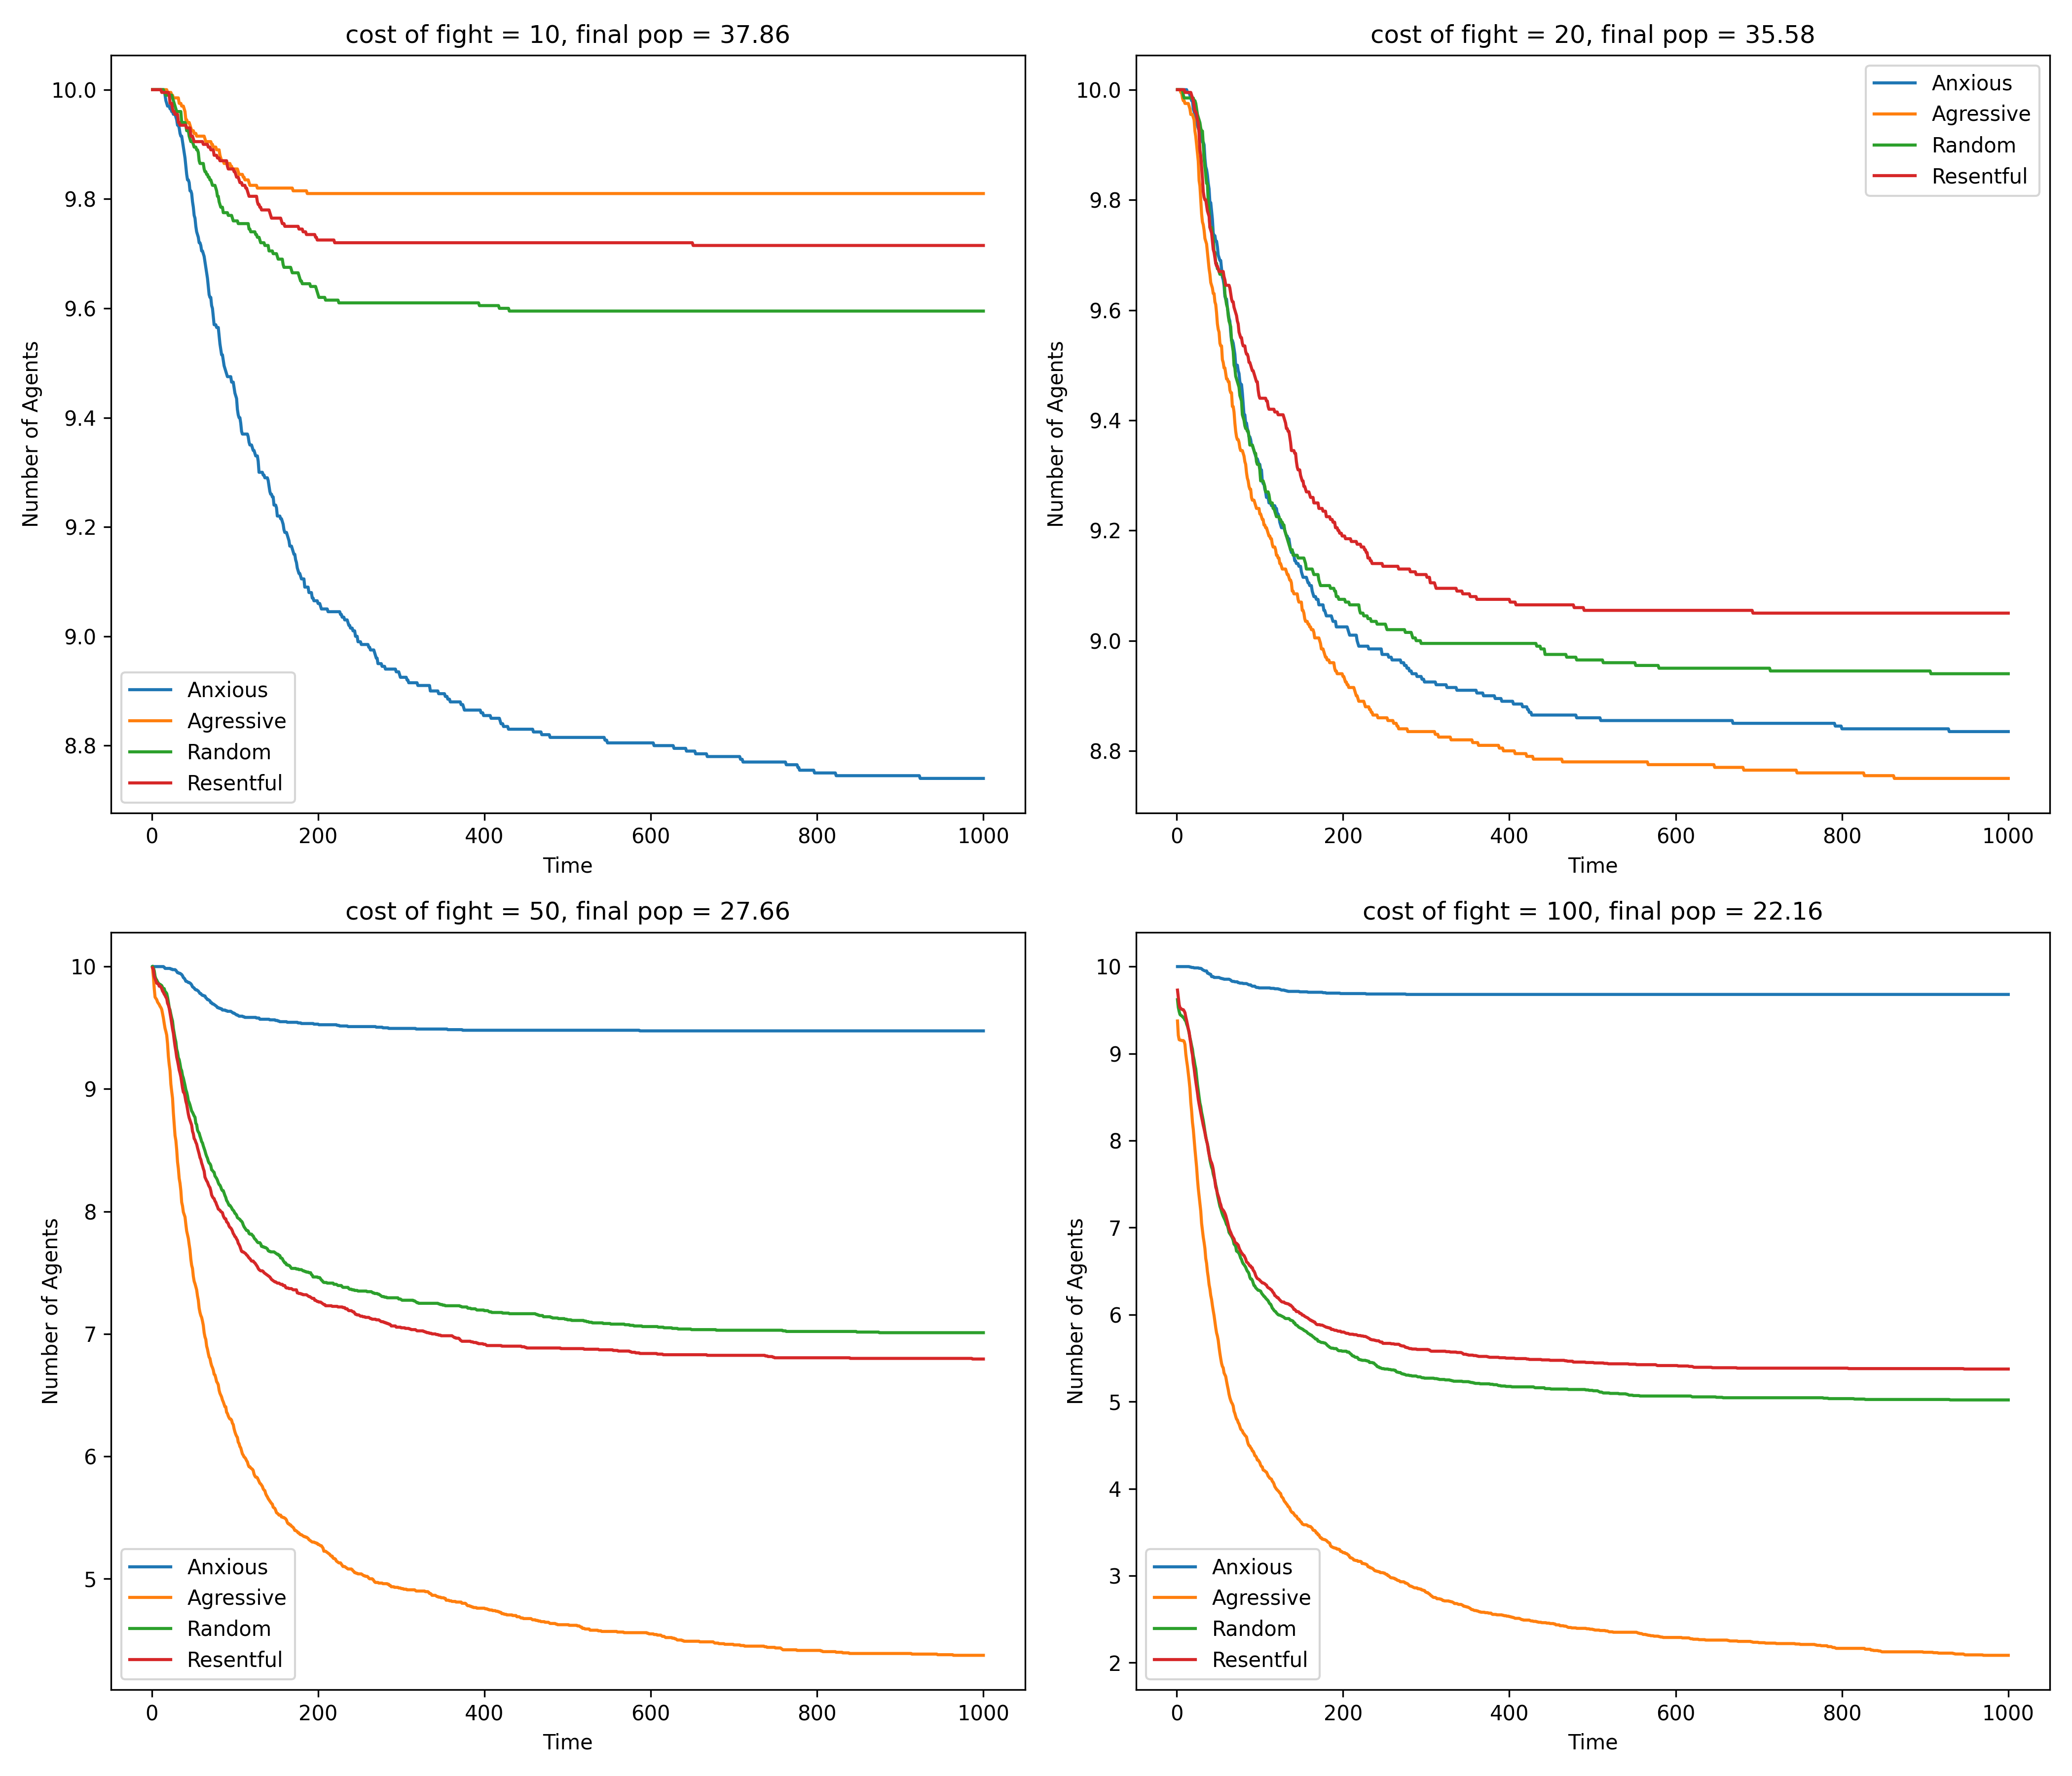 cost of fight = 10, final pop = 37.86
Number of Agents
10.0
9.8
9.6
9.4
9.2
9.0
8.8
Anxious
Agressive
Random
Resentful
0 200 400 600 800 1000
Time
cost of fight = 20, final pop = 35.58
Number of Agents
10.0
9.8
9.6
9.4
9.2
9.0
8.8
Anxious
Agressive
Random
Resentful
0 200 400 600 800 1000
Time
cost of fight = 50, final pop = 27.66
Number of Agents
10
9
8
7
6
5
Anxious
Agressive
Random
Resentful
0 200 400 600 800 1000
Time
cost of fight = 100, final pop = 22.16
Number of Agents
10
9
8
7
6
5
4
3
2
Anxious
Agressive
Random
Resentful
0 200 400 600 800 1000
Time